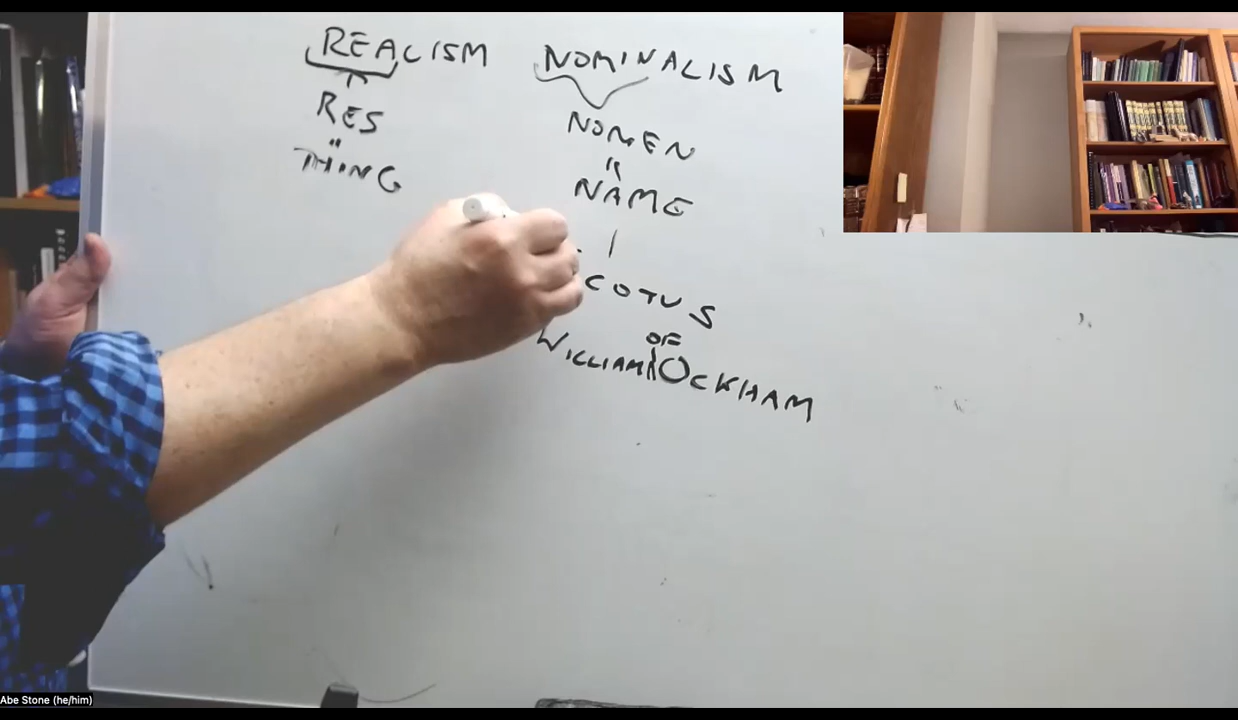 REALISM NOMINALISM
RES
"
THING
NOMEN
"
NAME
COTUS
OF
WILLIAM OCKHAM
Abe Stone (he/him)